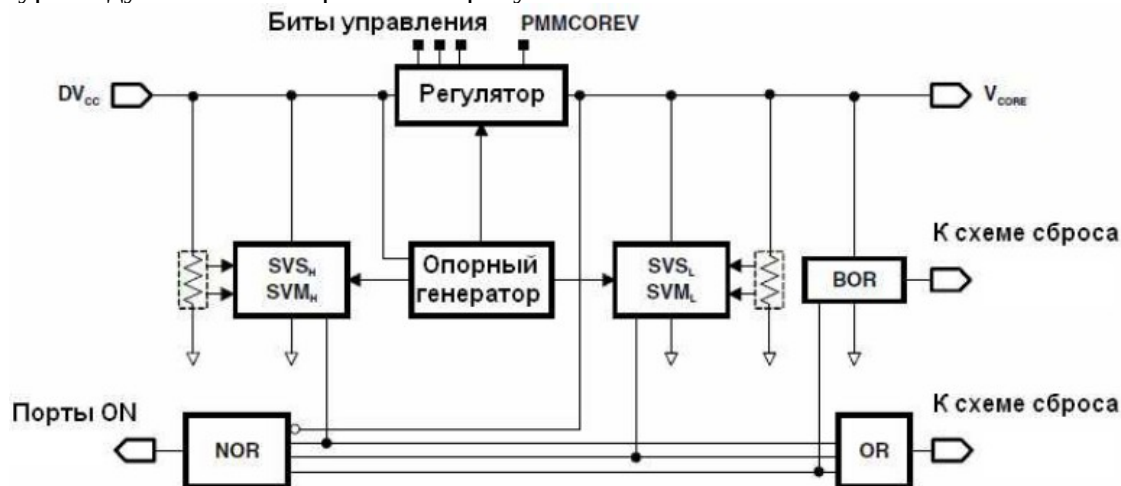 Биты управления PMMCOREV
DVcc
Регулятор
VCORE
SVSH
SVMH
Опорный
генератор
SVSL
SVML
BOR
К схеме сброса
Порты ON
NOR
OR
К схеме сброса